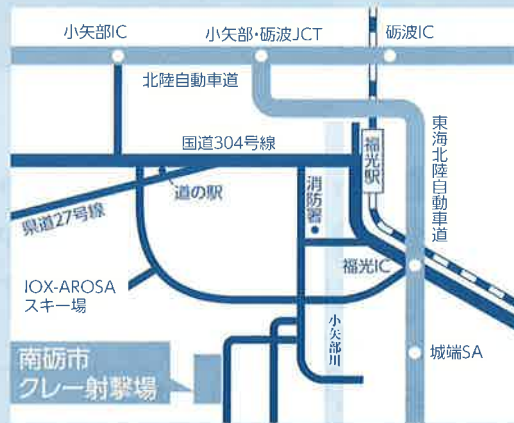 小矢部IC
小矢部・砺波JCT
砺波IC
北陸自動車道
国道304号線
福光駅
東海北陸自動車道
道の駅
消防署
県道27号線
福光IC
IOX-AROSA
スキー場
小矢部川
城端SA
南砺市
クレー射撃場